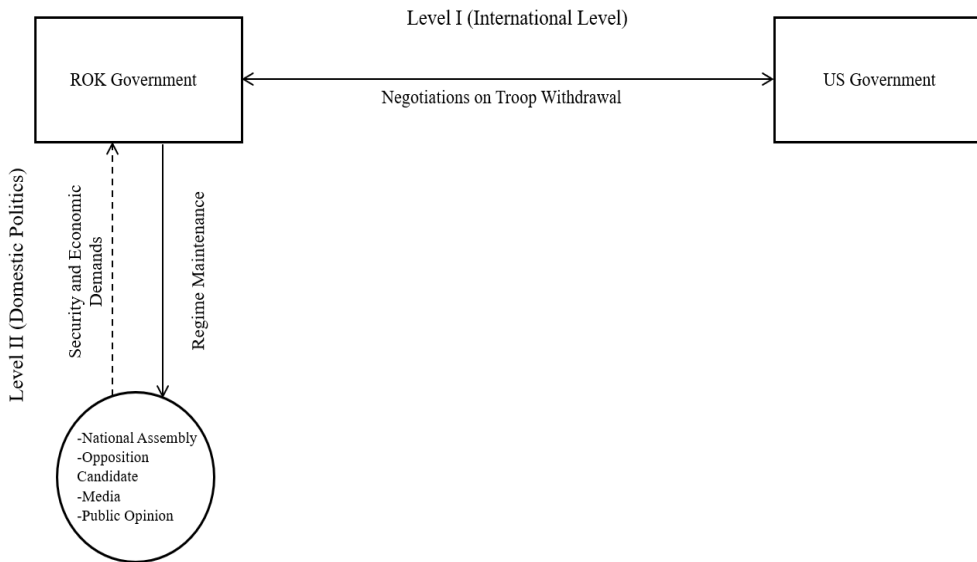 Level I (International Level)
ROK Government
US Government
Negotiations on Troop Withdrawal
Level II (Domestic Politics)
Security and Economic
Demands
Regime Maintenance
-National Assembly
-Opposition
Candidate
-Media
-Public Opinion